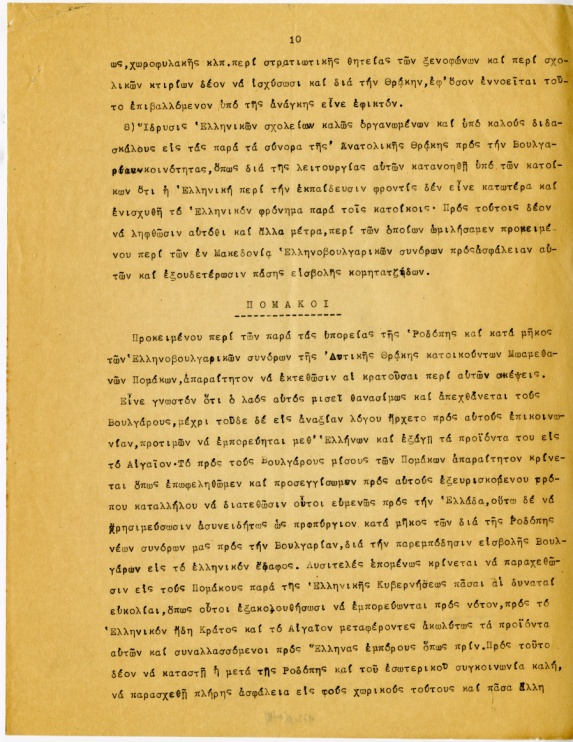 10
ως,χωροφυλακῆς κλπ.περί στρατιωτικῆς θητείας τῶν ξενοφώνων καί περί σχο-
λικῶν κτιρίων δέον νά ἰσχύσωσι καί διά τήν Θράκην,ἐφ'ὅσον ἐννοεῖται τοῦ-
το ἐπιβαλλόμενον ὑπό τῆς ἀνάγκης εἶνε ἐφικτόν.
8)Ἵδρυσις Ἑλληνικῶν σχολείων καλῶς ὀργανωμένων καί ὑπό καλούς διδα-
σκάλους εἰς τάς παρά τά σύνορα τῆς Ἀνατολικῆς Θράκης πρός τήν Βουλγα-
ρίαν κοινότητας,ὅπως διά τῆς λειτουργίας αὐτῶν κατανοηθῇ ὑπό τῶν κατοί-
κων ὅτι ἡ Ἑλληνική περί τήν ἐκπαίδευσιν φροντίς δέν εἶνε κατωτέρα καί
ἐνισχυθῇ τό Ἑλληνικόν φρόνημα παρά τοῖς κατοίκοις· Πρός τούτοις δέον
νά ληφθῶσιν αὐτόθι καί ἄλλα μέτρα,περί τῶν ὁποίων ὡμιλήσαμεν προκειμέ-
νου περί τῶν ἐν Μακεδονίᾳ Ἑλληνοβουλγαρικῶν συνόρων πρός ἀσφάλειαν αὐ-
τῶν καί ἐξουδετέρωσιν πάσης εἰσβολῆς κομητατζήδων.
ΠΟΜΑΚΟΙ
Προκειμένου περί τῶν παρά τάς ὑπορείας τῆς Ῥοδόπης καί κατά μῆκος
τῶν Ἑλληνοβουλγαρικῶν συνόρων τῆς Δυτικῆς Θράκης κατοικούντων Μωαμεθα-
νῶν Πομάκων,ἀπαραίτητον νά ἐκτεθῶσιν αἱ κρατοῦσαι περί αὐτῶν σκέψεις.
Εἶνε γνωστόν ὅτι ὁ λαός αὐτός μισεῖ θανασίμως καί ἀπεχθάνεται τούς
Βουλγάρους,μέχρι τοῦδε δέ εἰς ἀναξίαν λόγου ἤρχετο πρός αὐτούς ἐπικοινω-
νίαν,προτιμῶν νά ἐμπορεύηται μεθ' Ἑλλήνων καί ἐξάγῃ τά προϊόντα του εἰς
τό Αἰγαῖον·Τό πρός τούς Βουλγάρους μίσους τῶν Πομάκων ἀπαραίτητον κρίνε-
ται ὅπως ἐπωφεληθῶμεν καί προσεγγίσωμεν πρός αὐτούς ἐξευρισκομένου τρό-
που καταλλήλου νά διατεθῶσιν οὗτοι εὐμενῶς πρός τήν Ἑλλάδα,οὕτω δέ νά
χρησιμεύσωσιν ἀσυνειδήτως ὡς προπύργιον κατά μῆκος τῶν διά τῆς Ῥοδόπης
νέων συνόρων μας πρός τήν Βουλγαρίαν,διά τήν παρεμπόδησιν εἰσβολῆς Βουλ-
γάρων εἰς τό ἑλληνικόν ἔδαφος. Λυσιτελές ἑπομένως κρίνεται νά παραχεθῶ-
σιν εἰς τούς Πομάκους παρά τῆς Ἑλληνικῆς Κυβερνήσεως πᾶσαι αἱ δυναταί
εὐκολίαι,ὅπως οὗτοι ἐξακολουθήσωσι νά ἐμπορεύωνται πρός νότον,πρός τό
Ἑλληνικόν ἤδη Κράτος καί τό Αἰγαῖον μεταφέροντες ἀκωλύτως τά προϊόντα
αὐτῶν καί συναλλασσόμενοι πρός Ἕλληνας ἐμπόρους ὅπως πρίν.Πρός τοῦτο
δέον νά καταστῇ ἡ μετά τῆς Ροδόπης καί τοῦ ἐσωτερικοῦ συγκοινωνία καλή,
νά παρασχεθῇ πλήρης ἀσφάλεια εἰς τούς χωρικούς τούτους καί πᾶσα ἄλλη